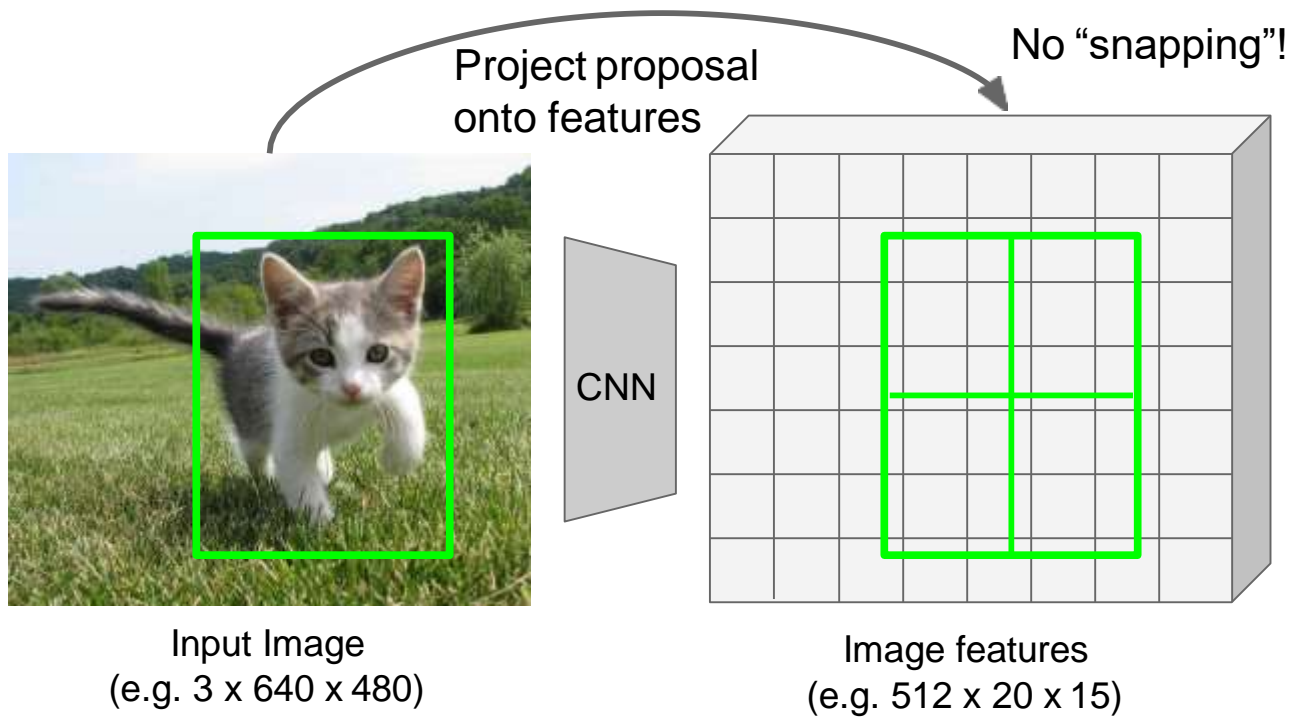 Project proposal
onto features
No “snapping”!
CNN
Input Image
(e.g. 3 x 640 x 480)
Image features
(e.g. 512 x 20 x 15)